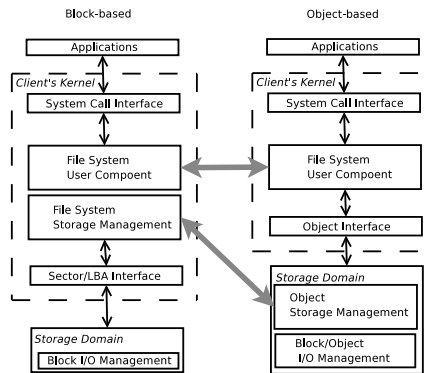 Block-based
Applications
Client's Kernel
System Call Interface
File System
User Compoent
File System
Storage Management
Sector/LBA Interface
Storage Domain
Block I/O Management
Object-based
Applications
Client's Kernel
System Call Interface
File System
User Compoent
Object Interface
Storage Domain
Object
Storage Management
Block/Object
I/O Management